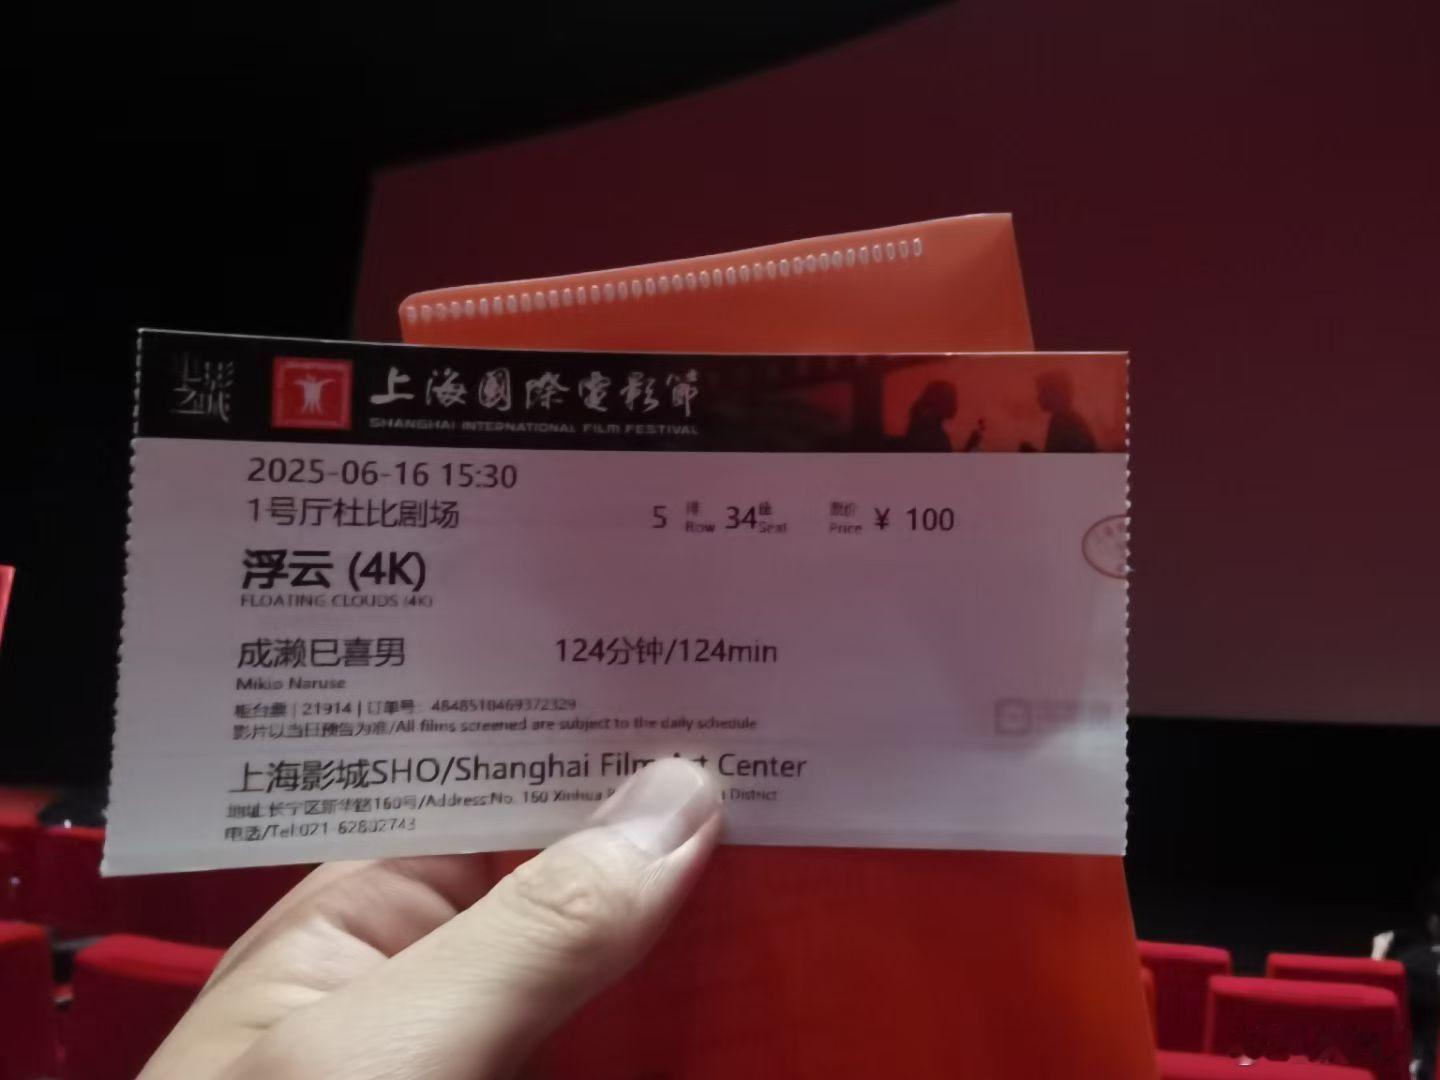 上影之城
上海國際電影節
SHANGHAI INTERNATIONAL FILM FESTIVAL
2025-06-16 15:30
1号厅杜比剧场 5 排 Row 34 座 Seat 票价 Price ¥ 100
浮云 (4K)
FLOATING CLOUDS (4K)
成濑巳喜男 124分钟/124min
Mikio Naruse
柜台票 | 21914 | 订单号: 4848510469372329
影片以当日预告为准/All films screened are subject to the daily schedule
上海影城SHO/Shanghai Film Art Center
地址:长宁区新华路160号/Address:No. 160 Xinhua District
电话/Tel:021-62802743